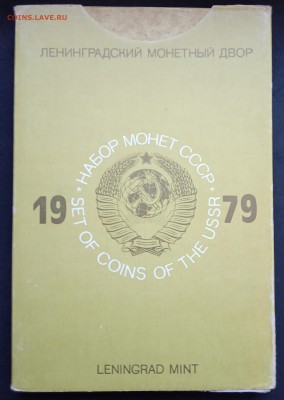 COINS.LAVE.RU
ЛЕНИНГРАДСКИЙ МОНЕТНЫЙ ДВОР
• НАБОР МОНЕТ СССР •
19 79
SET OF COINS OF THE USSR
LENINGRAD MINT